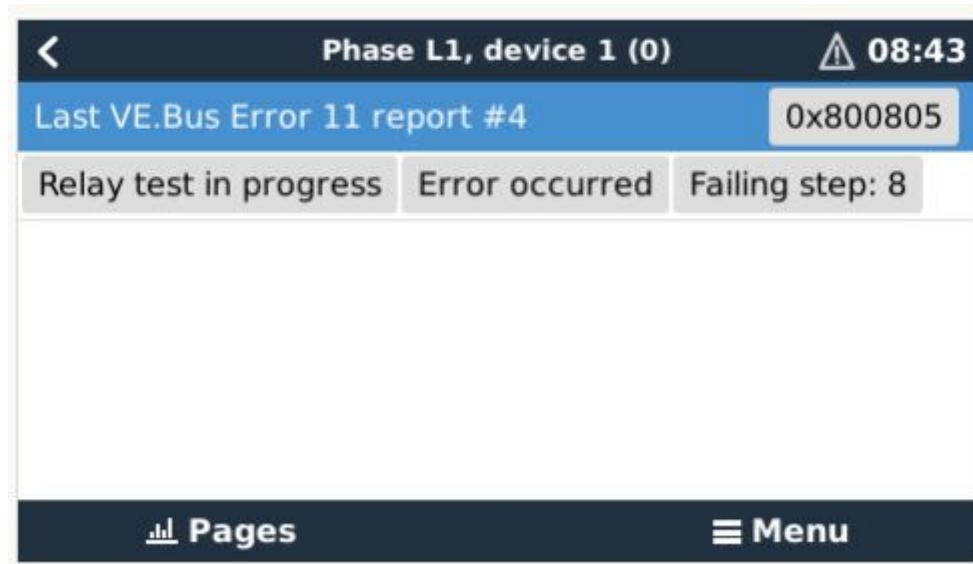 Phase L1, device 1 (0) 08:43
Last VE.Bus Error 11 report #4 0x800805
Relay test in progress Error occurred Failing step: 8
Pages Menu